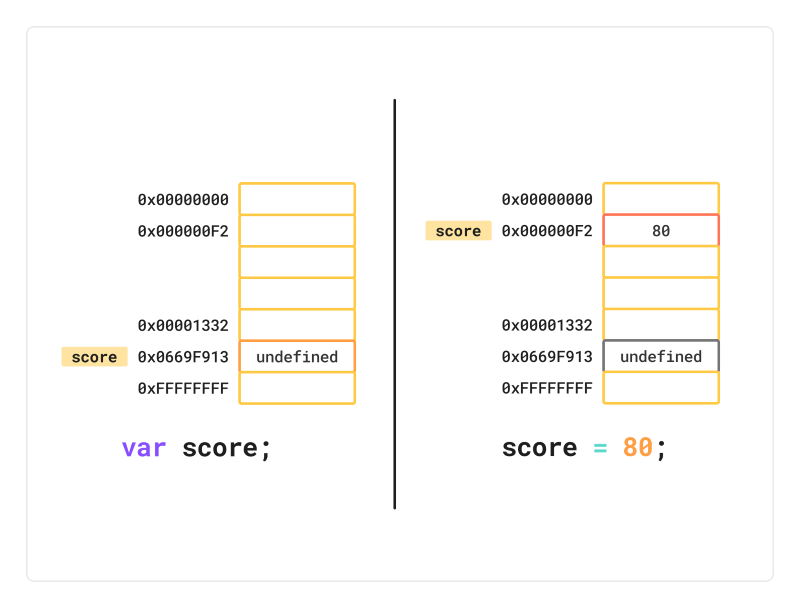 0x00000000
0x000000F2
0x00001332
score 0x0669F913 undefined
0xFFFFFFFF
var score;
0x00000000
score 0x000000F2 80
0x00001332
0x0669F913 undefined
0xFFFFFFFF
score = 80;